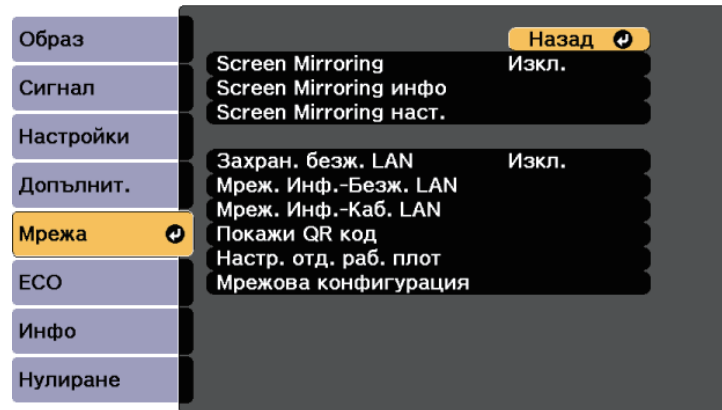 Образ
Сигнал
Настройки
Допълнит.
Мрежа
ECO
Инфо
Нулиране
Назад
Screen Mirroring Изкл.
Screen Mirroring инфо
Screen Mirroring наст.
Захран. безж. LAN Изкл.
Мреж. Инф.-Безж. LAN
Мреж. Инф.-Каб. LAN
Покажи QR код
Настр. отд. раб. плот
Мрежова конфигурация